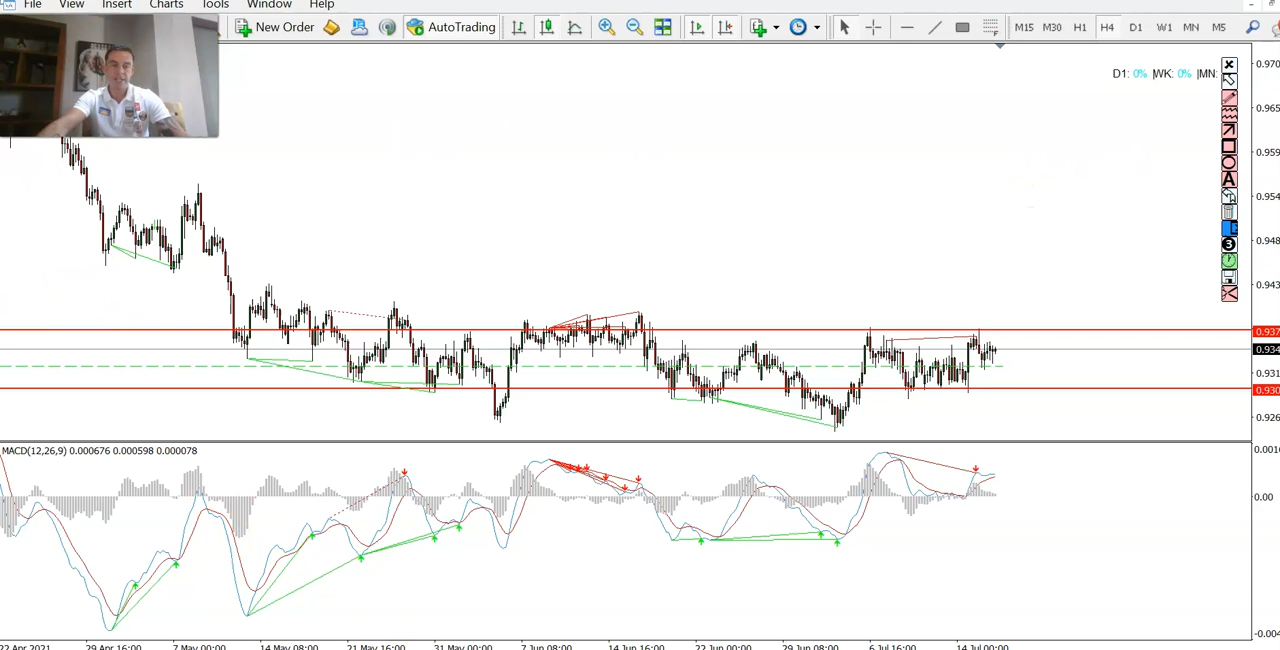 File View Insert Charts Tools Window Help
New Order AutoTrading M15 M30 H1 H4 D1 W1 MN M5
D1: 0% |WK: 0% |MN:
0.970
0.965
0.959
0.954
0.948
0.943
0.937
0.934
0.931
0.930
0.926
MACD(12,26,9) 0.000676 0.000598 0.000078
0.0010
0.00
-0.004
22 Apr 2021 29 Apr 16:00 7 May 00:00 14 May 08:00 21 May 16:00 31 May 00:00 7 Jun 08:00 14 Jun 16:00 22 Jun 00:00 29 Jun 08:00 6 Jul 16:00 14 Jul 00:00